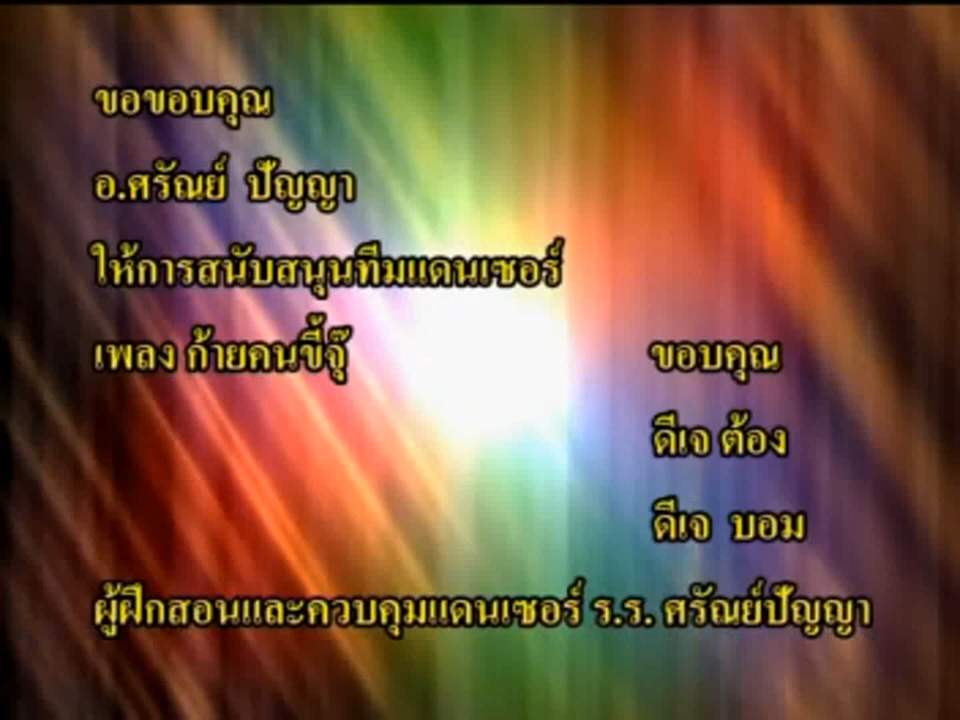 ขอขอบคุณ
อ.ศรัณย์ ปัญญา
ให้การสนับสนุนทีมแดนเซอร์
เพลง ก้ายคนขี้จุ๊
ขอบคุณ
ดีเจ ต้อง
ดีเจ บอม
ผู้ฝึกสอนและควบคุมแดนเซอร์ ร.ร. ศรัณย์ปัญญา